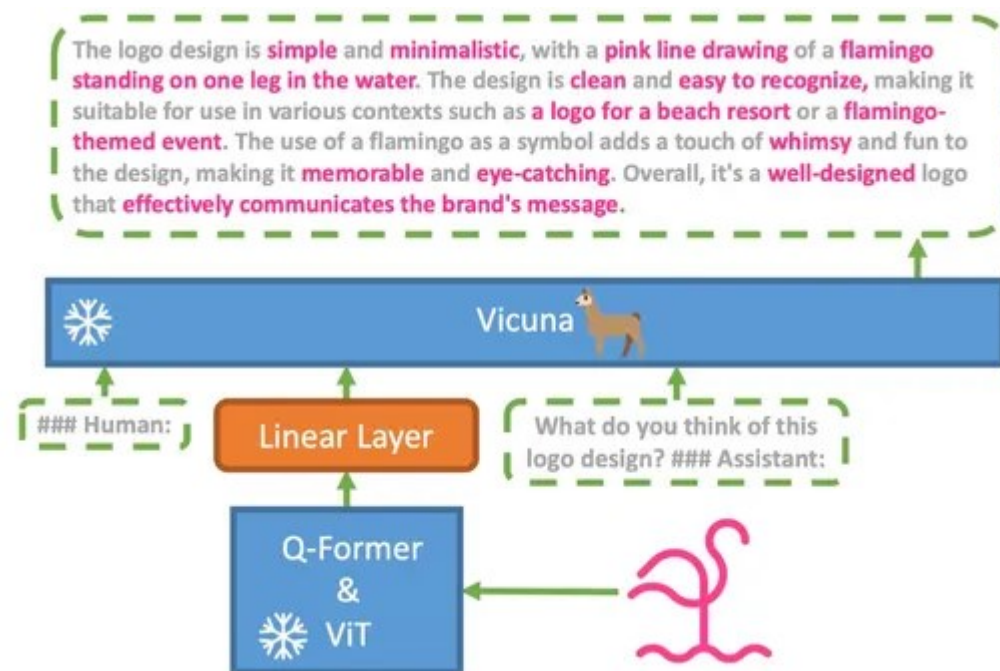 The logo design is simple and minimalistic, with a pink line drawing of a flamingo
standing on one leg in the water. The design is clean and easy to recognize, making it
suitable for use in various contexts such as a logo for a beach resort or a flamingo-
themed event. The use of a flamingo as a symbol adds a touch of whimsy and fun to
the design, making it memorable and eye-catching. Overall, it's a well-designed logo
that effectively communicates the brand's message.
Vicuna
### Human:
Linear Layer
What do you think of this
logo design? ### Assistant:
Q-Former
&
ViT